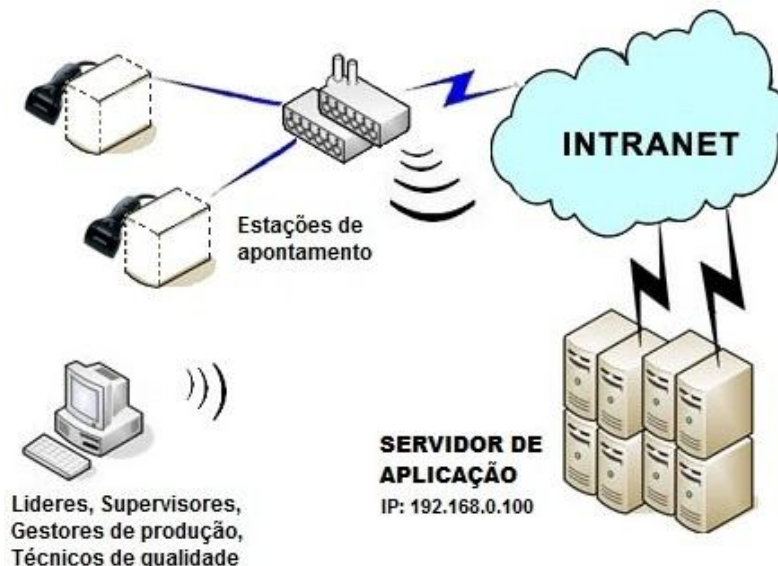 INTRANET
Estações de
apontamento
SERVIDOR DE
APLICAÇÃO
IP: 192.168.0.100
Lideres, Supervisores,
Gestores de produção,
Técnicos de qualidade